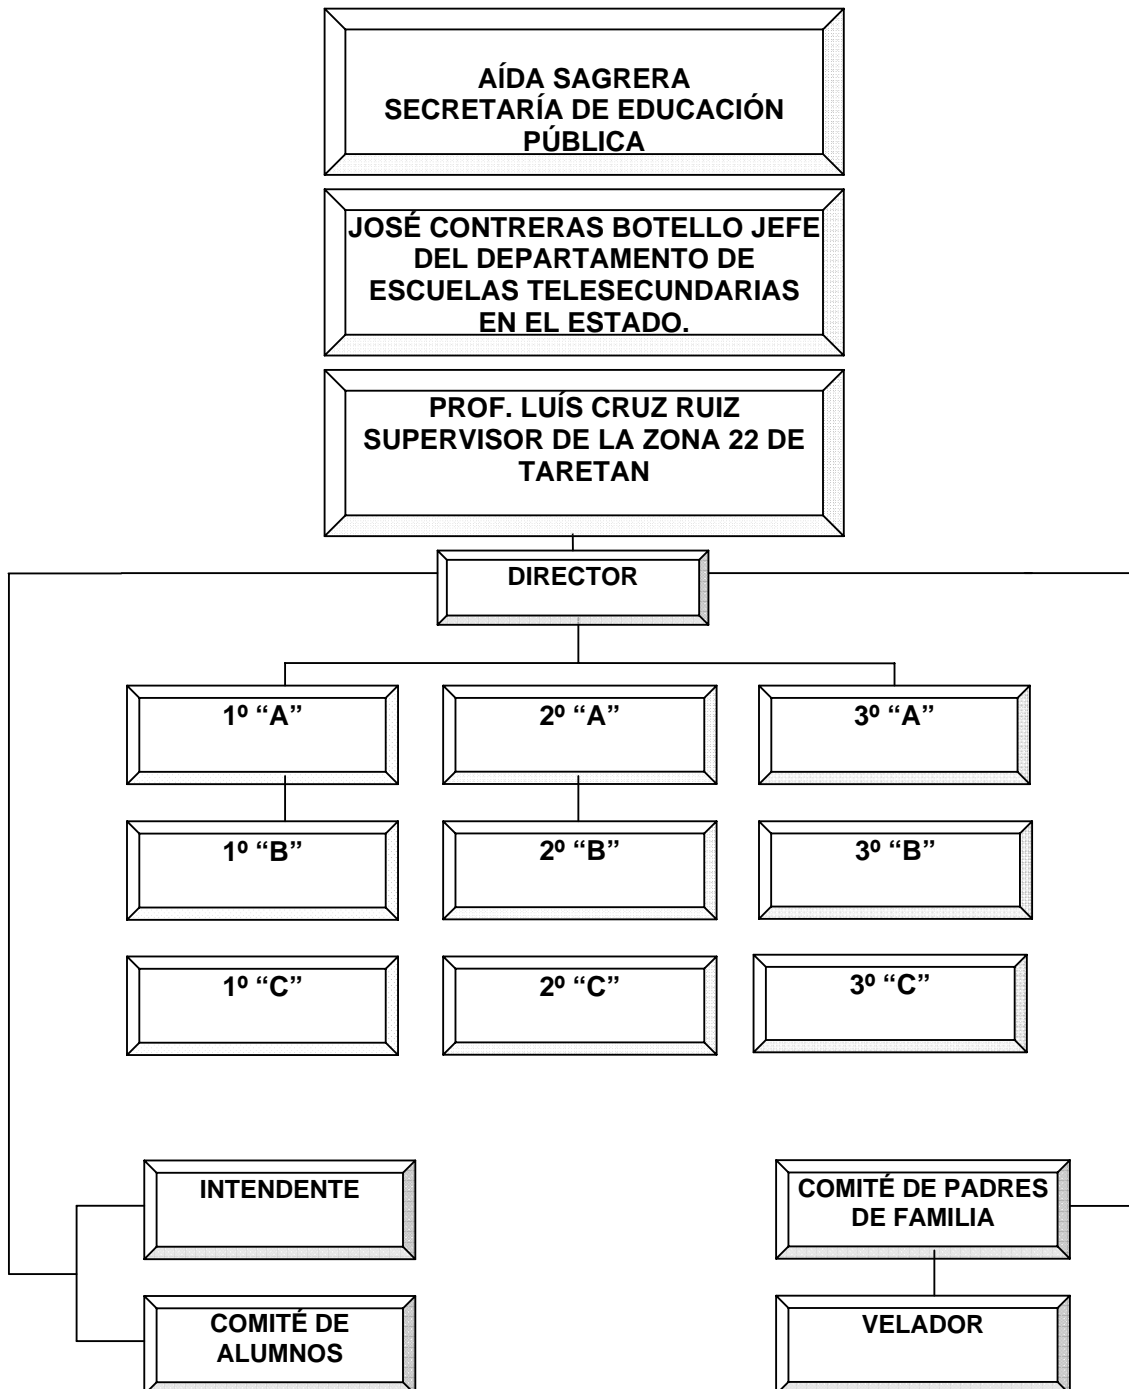 AÍDA SAGRERA
SECRETARÍA DE EDUCACIÓN
PÚBLICA
JOSÉ CONTRERAS BOTELLO JEFE
DEL DEPARTAMENTO DE
ESCUELAS TELESECUNDARIAS
EN EL ESTADO.
PROF. LUÍS CRUZ RUIZ
SUPERVISOR DE LA ZONA 22 DE
TARETAN
DIRECTOR
1º “A”
2º “A”
3º “A”
1º “B”
2º “B”
3º “B”
1º “C”
2º “C”
3º “C”
INTENDENTE
COMITÉ DE PADRES
DE FAMILIA
COMITÉ DE
ALUMNOS
VELADOR